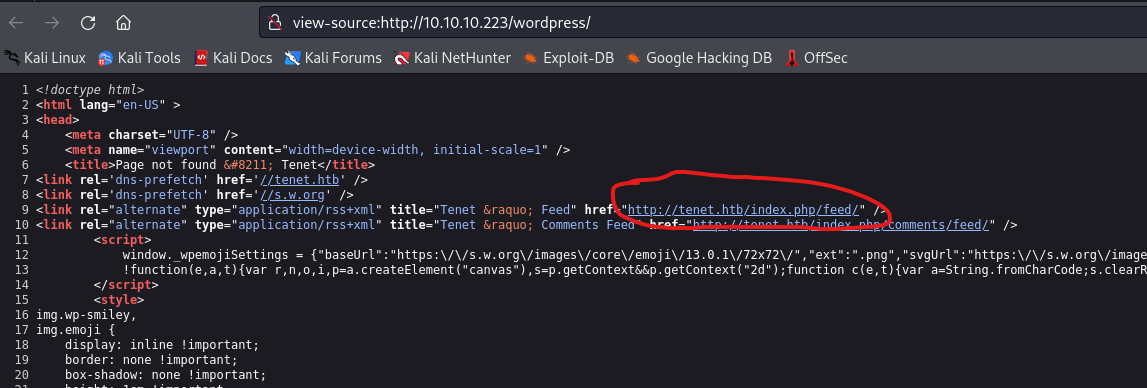 view-source:http://10.10.10.223/wordpress/
Kali Linux Kali Tools Kali Docs Kali Forums Kali NetHunter Exploit-DB Google Hacking DB OffSec
1 <!doctype html>
2 <html lang="en-US" >
3 <head>
4 <meta charset="UTF-8" />
5 <meta name="viewport" content="width=device-width, initial-scale=1" />
6 <title>Page not found &#8211; Tenet</title>
7 <link rel='dns-prefetch' href='//tenet.htb' />
8 <link rel='dns-prefetch' href='//s.w.org' />
9 <link rel="alternate" type="application/rss+xml" title="Tenet &raquo; Feed" href="http://tenet.htb/index.php/feed/" />
10 <link rel="alternate" type="application/rss+xml" title="Tenet &raquo; Comments Feed" href="http://tenet.htb/index.php/comments/feed/" />
11 <script>
12 window._wpemojiSettings = {"baseUrl":"https:\/\/s.w.org\/images\/core\/emoji\/13.0.1\/72x72\/","ext":".png","svgUrl":"https:\/\/s.w.org\/image
13 !function(e,a,t){var r,n,o,i,p=a.createElement("canvas"),s=p.getContext&&p.getContext("2d");function c(e,t){var a=String.fromCharCode;s.clearR
14 </script>
15 <style>
16 img.wp-smiley,
17 img.emoji {
18 display: inline !important;
19 border: none !important;
20 box-shadow: none !important;